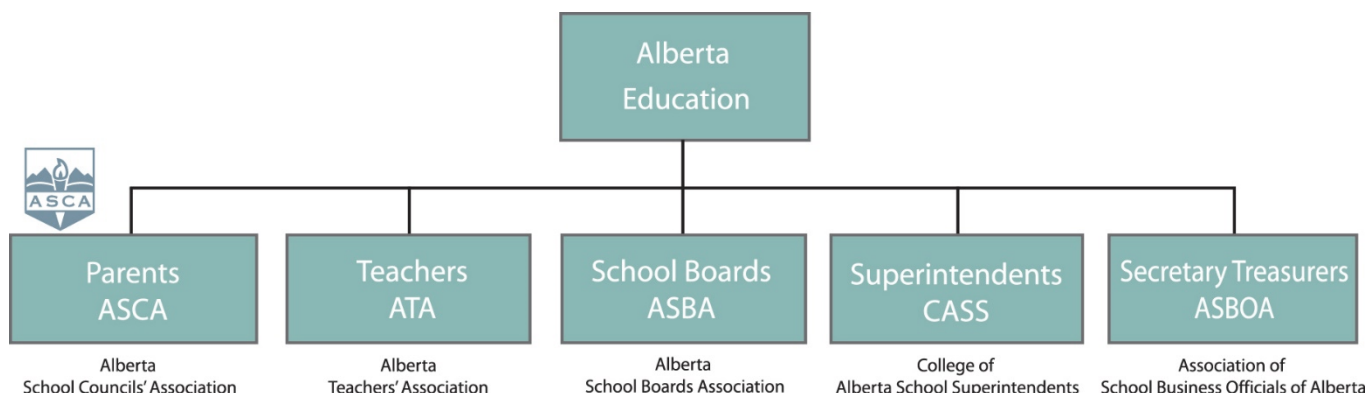 Alberta
Education
ASCA
Parents
ASCA
Teachers
ATA
School Boards
ASBA
Superintendents
CASS
Secretary Treasurers
ASBOA
Alberta
School Councils' Association
Alberta
Teachers' Association
Alberta
School Boards Association
College of
Alberta School Superintendents
Association of
School Business Officials of Alberta